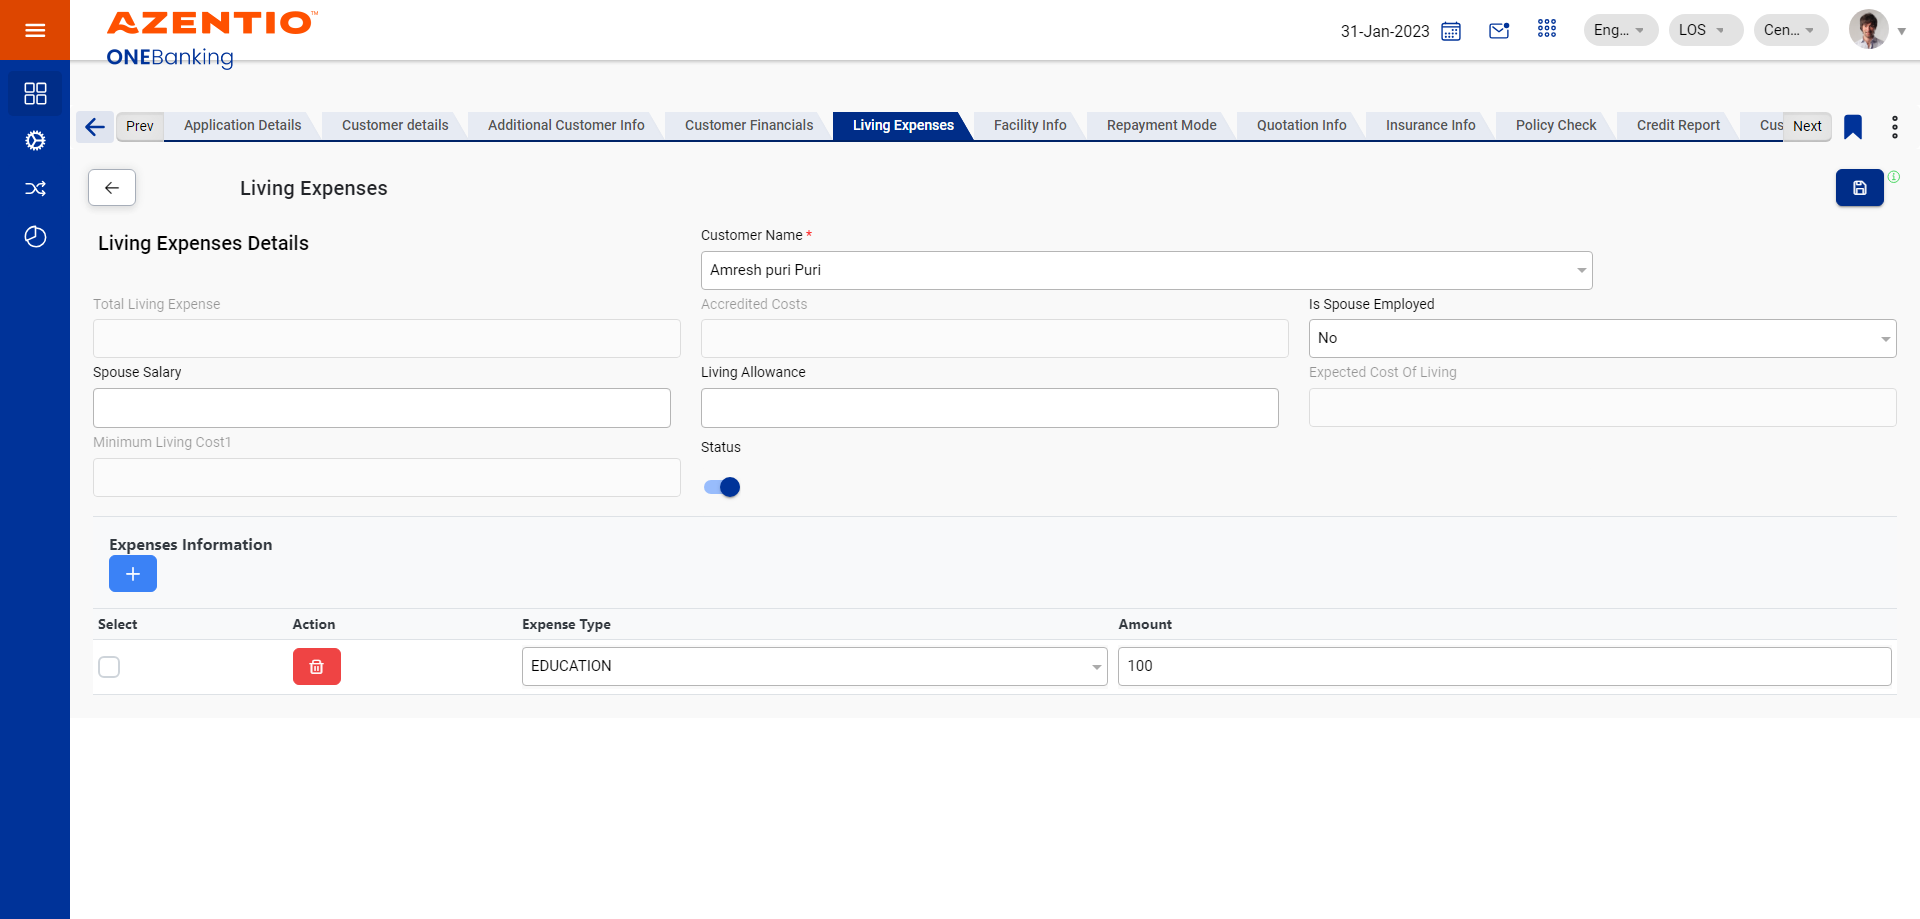 AZENTIO™
ONEBanking
31-Jan-2023
Eng...
LOS
Cen...
Prev
Application Details
Customer details
Additional Customer Info
Customer Financials
Living Expenses
Facility Info
Repayment Mode
Quotation Info
Insurance Info
Policy Check
Credit Report
Cus
Next
Living Expenses
Living Expenses Details
Customer Name *
Amresh puri Puri
Total Living Expense
Accredited Costs
Is Spouse Employed
No
Spouse Salary
Living Allowance
Expected Cost Of Living
Minimum Living Cost1
Status
Expenses Information
+
Select
Action
Expense Type
Amount
EDUCATION
100